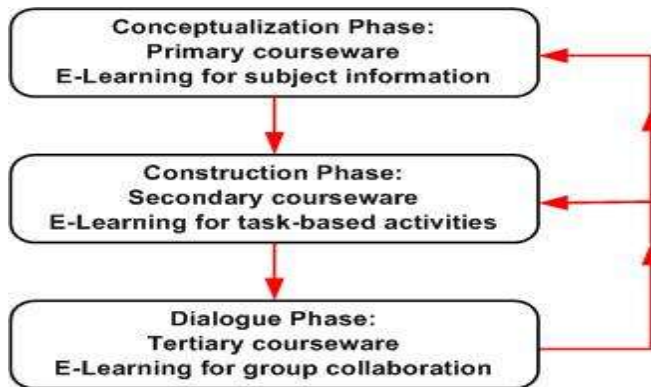 Conceptualization Phase:
Primary courseware
E-Learning for subject information
Construction Phase:
Secondary courseware
E-Learning for task-based activities
Dialogue Phase:
Tertiary courseware
E-Learning for group collaboration